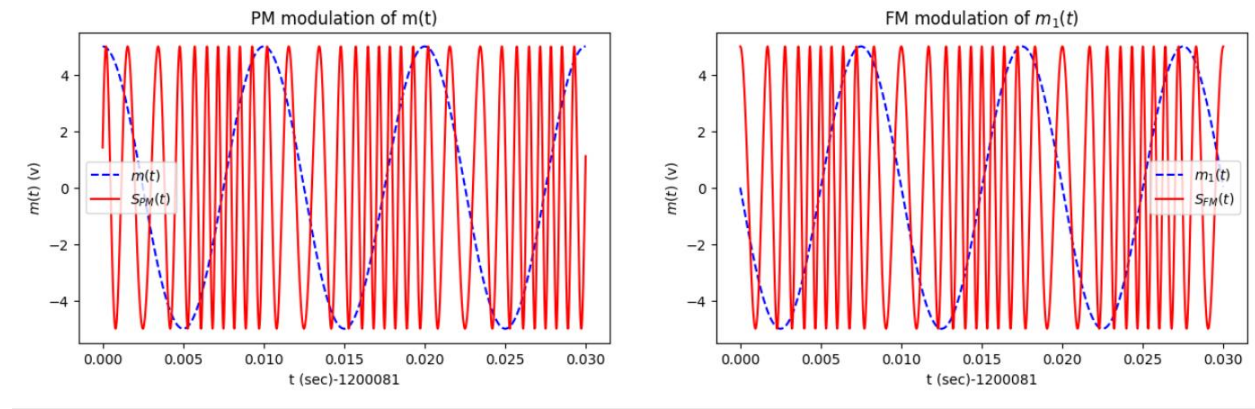 PM modulation of m(t)
4
2
0
−2
−4
m(t) (v)
m(t)
S_PM(t)
0.000 0.005 0.010 0.015 0.020 0.025 0.030
t (sec)-1200081
FM modulation of m₁(t)
4
2
0
−2
−4
m(t) (v)
m₁(t)
S_FM(t)
0.000 0.005 0.010 0.015 0.020 0.025 0.030
t (sec)-1200081